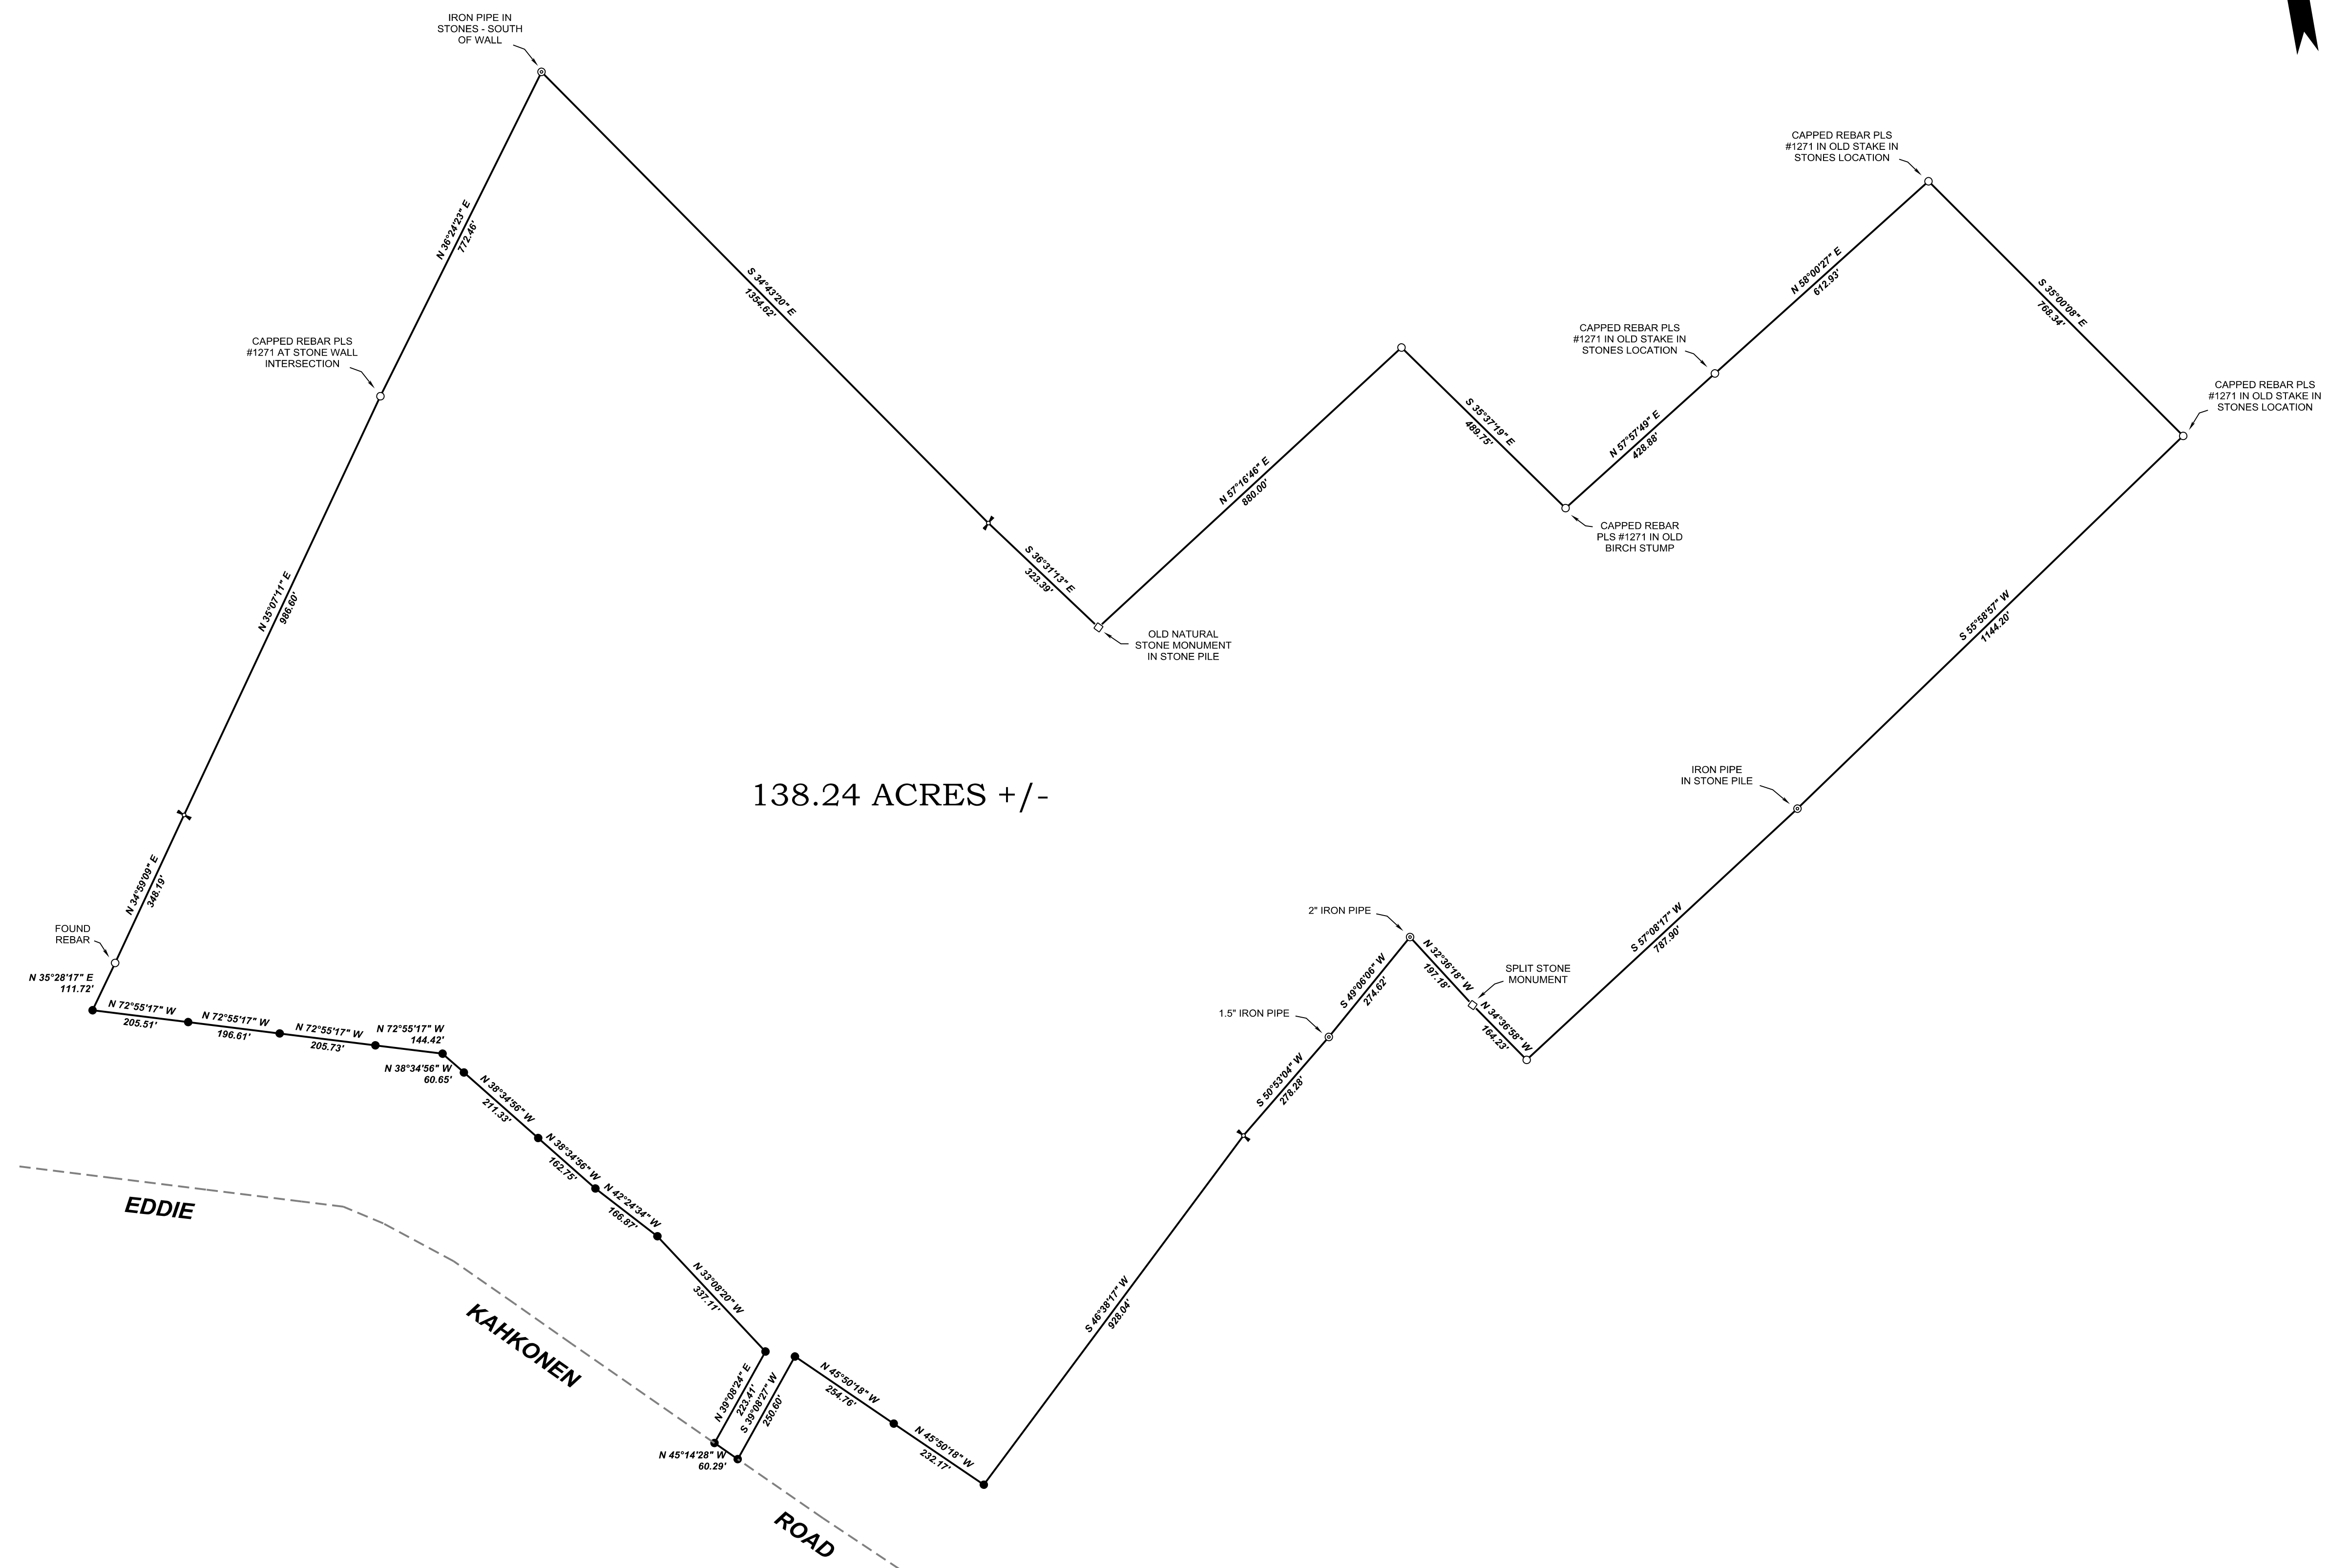 IRON PIPE IN
STONES - SOUTH
OF WALL
N 36°24'23" E
772.46'
CAPPED REBAR PLS
#1271 AT STONE WALL
INTERSECTION
N 35°07'11" E
986.60'
N 34°59'09" E
348.19'
FOUND
REBAR
N 35°28'17" E
111.72'
S 34°43'20" E
1354.62'
S 36°31'13" E
323.39'
OLD NATURAL
STONE MONUMENT
IN STONE PILE
N 57°16'46" E
880.00'
S 35°37'19" E
489.75'
CAPPED REBAR
PLS #1271 IN OLD
BIRCH STUMP
N 57°57'49" E
428.88'
CAPPED REBAR PLS
#1271 IN OLD STAKE IN
STONES LOCATION
N 58°00'27" E
612.93'
CAPPED REBAR PLS
#1271 IN OLD STAKE IN
STONES LOCATION
S 35°00'08" E
768.34'
CAPPED REBAR PLS
#1271 IN OLD STAKE IN
STONES LOCATION
S 55°58'57" W
1144.20'
IRON PIPE
IN STONE PILE
S 57°08'17" W
787.90'
138.24 ACRES +/-
N 34°36'58" W
164.23'
SPLIT STONE
MONUMENT
N 32°36'18" W
197.18'
2" IRON PIPE
S 49°06'06" W
274.62'
1.5" IRON PIPE
S 50°53'04" W
278.28'
S 46°38'17" W
928.04'
N 45°50'18" W
232.17'
N 45°50'18" W
254.76'
S 39°08'27" W
250.60'
N 45°14'28" W
60.29'
N 39°08'24" E
223.41'
N 33°08'20" W
337.11'
N 42°24'34" W
166.87'
N 38°34'56" W
162.75'
N 38°34'56" W
211.33'
N 38°34'56" W
60.65'
N 72°55'17" W
144.42'
N 72°55'17" W
205.73'
N 72°55'17" W
196.61'
N 72°55'17" W
205.51'
EDDIE
KAHKONEN
ROAD